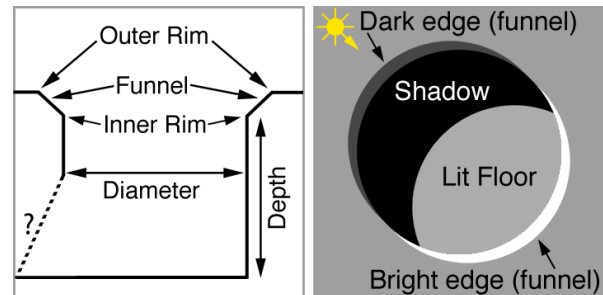 Outer Rim
Funnel
Inner Rim
Diameter
Depth
?
Dark edge (funnel)
Shadow
Lit Floor
Bright edge (funnel)